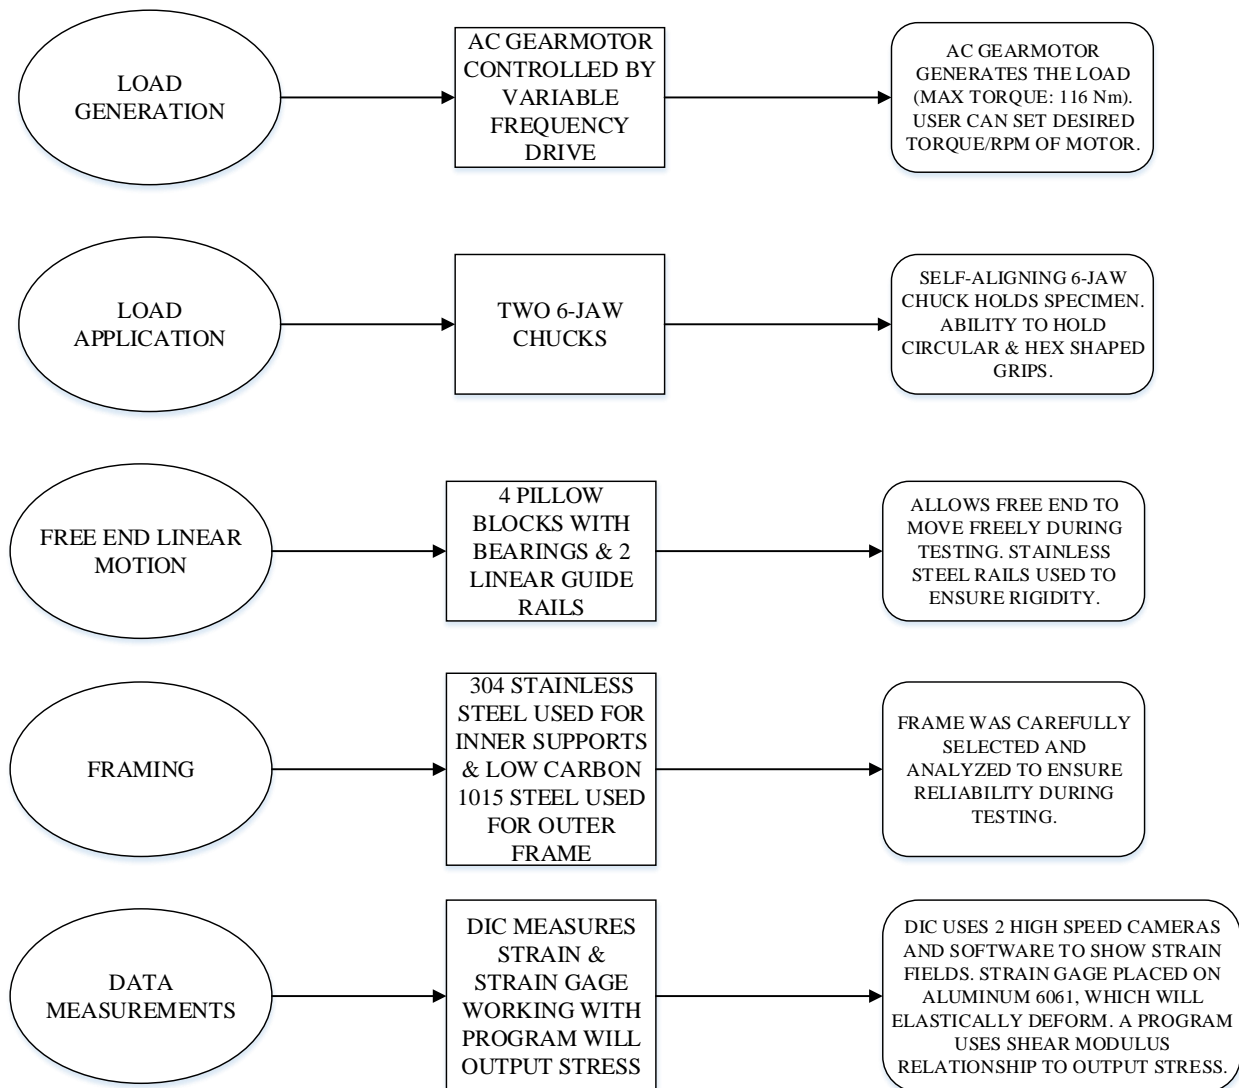 LOAD
GENERATION
AC GEARMOTOR
CONTROLLED BY
VARIABLE
FREQUENCY
DRIVE
AC GEARMOTOR
GENERATES THE LOAD
(MAX TORQUE: 116 Nm).
USER CAN SET DESIRED
TORQUE/RPM OF MOTOR.
LOAD
APPLICATION
TWO 6-JAW
CHUCKS
SELF-ALIGNING 6-JAW
CHUCK HOLDS SPECIMEN.
ABILITY TO HOLD
CIRCULAR & HEX SHAPED
GRIPS.
FREE END LINEAR
MOTION
4 PILLOW
BLOCKS WITH
BEARINGS & 2
LINEAR GUIDE
RAILS
ALLOWS FREE END TO
MOVE FREELY DURING
TESTING. STAINLESS
STEEL RAILS USED TO
ENSURE RIGIDITY.
FRAMING
304 STAINLESS
STEEL USED FOR
INNER SUPPORTS
& LOW CARBON
1015 STEEL USED
FOR OUTER
FRAME
FRAME WAS CAREFULLY
SELECTED AND
ANALYZED TO ENSURE
RELIABILITY DURING
TESTING.
DATA
MEASUREMENTS
DIC MEASURES
STRAIN &
STRAIN GAGE
WORKING WITH
PROGRAM WILL
OUTPUT STRESS
DIC USES 2 HIGH SPEED CAMERAS
AND SOFTWARE TO SHOW STRAIN
FIELDS. STRAIN GAGE PLACED ON
ALUMINUM 6061, WHICH WILL
ELASTICALLY DEFORM. A PROGRAM
USES SHEAR MODULUS
RELATIONSHIP TO OUTPUT STRESS.